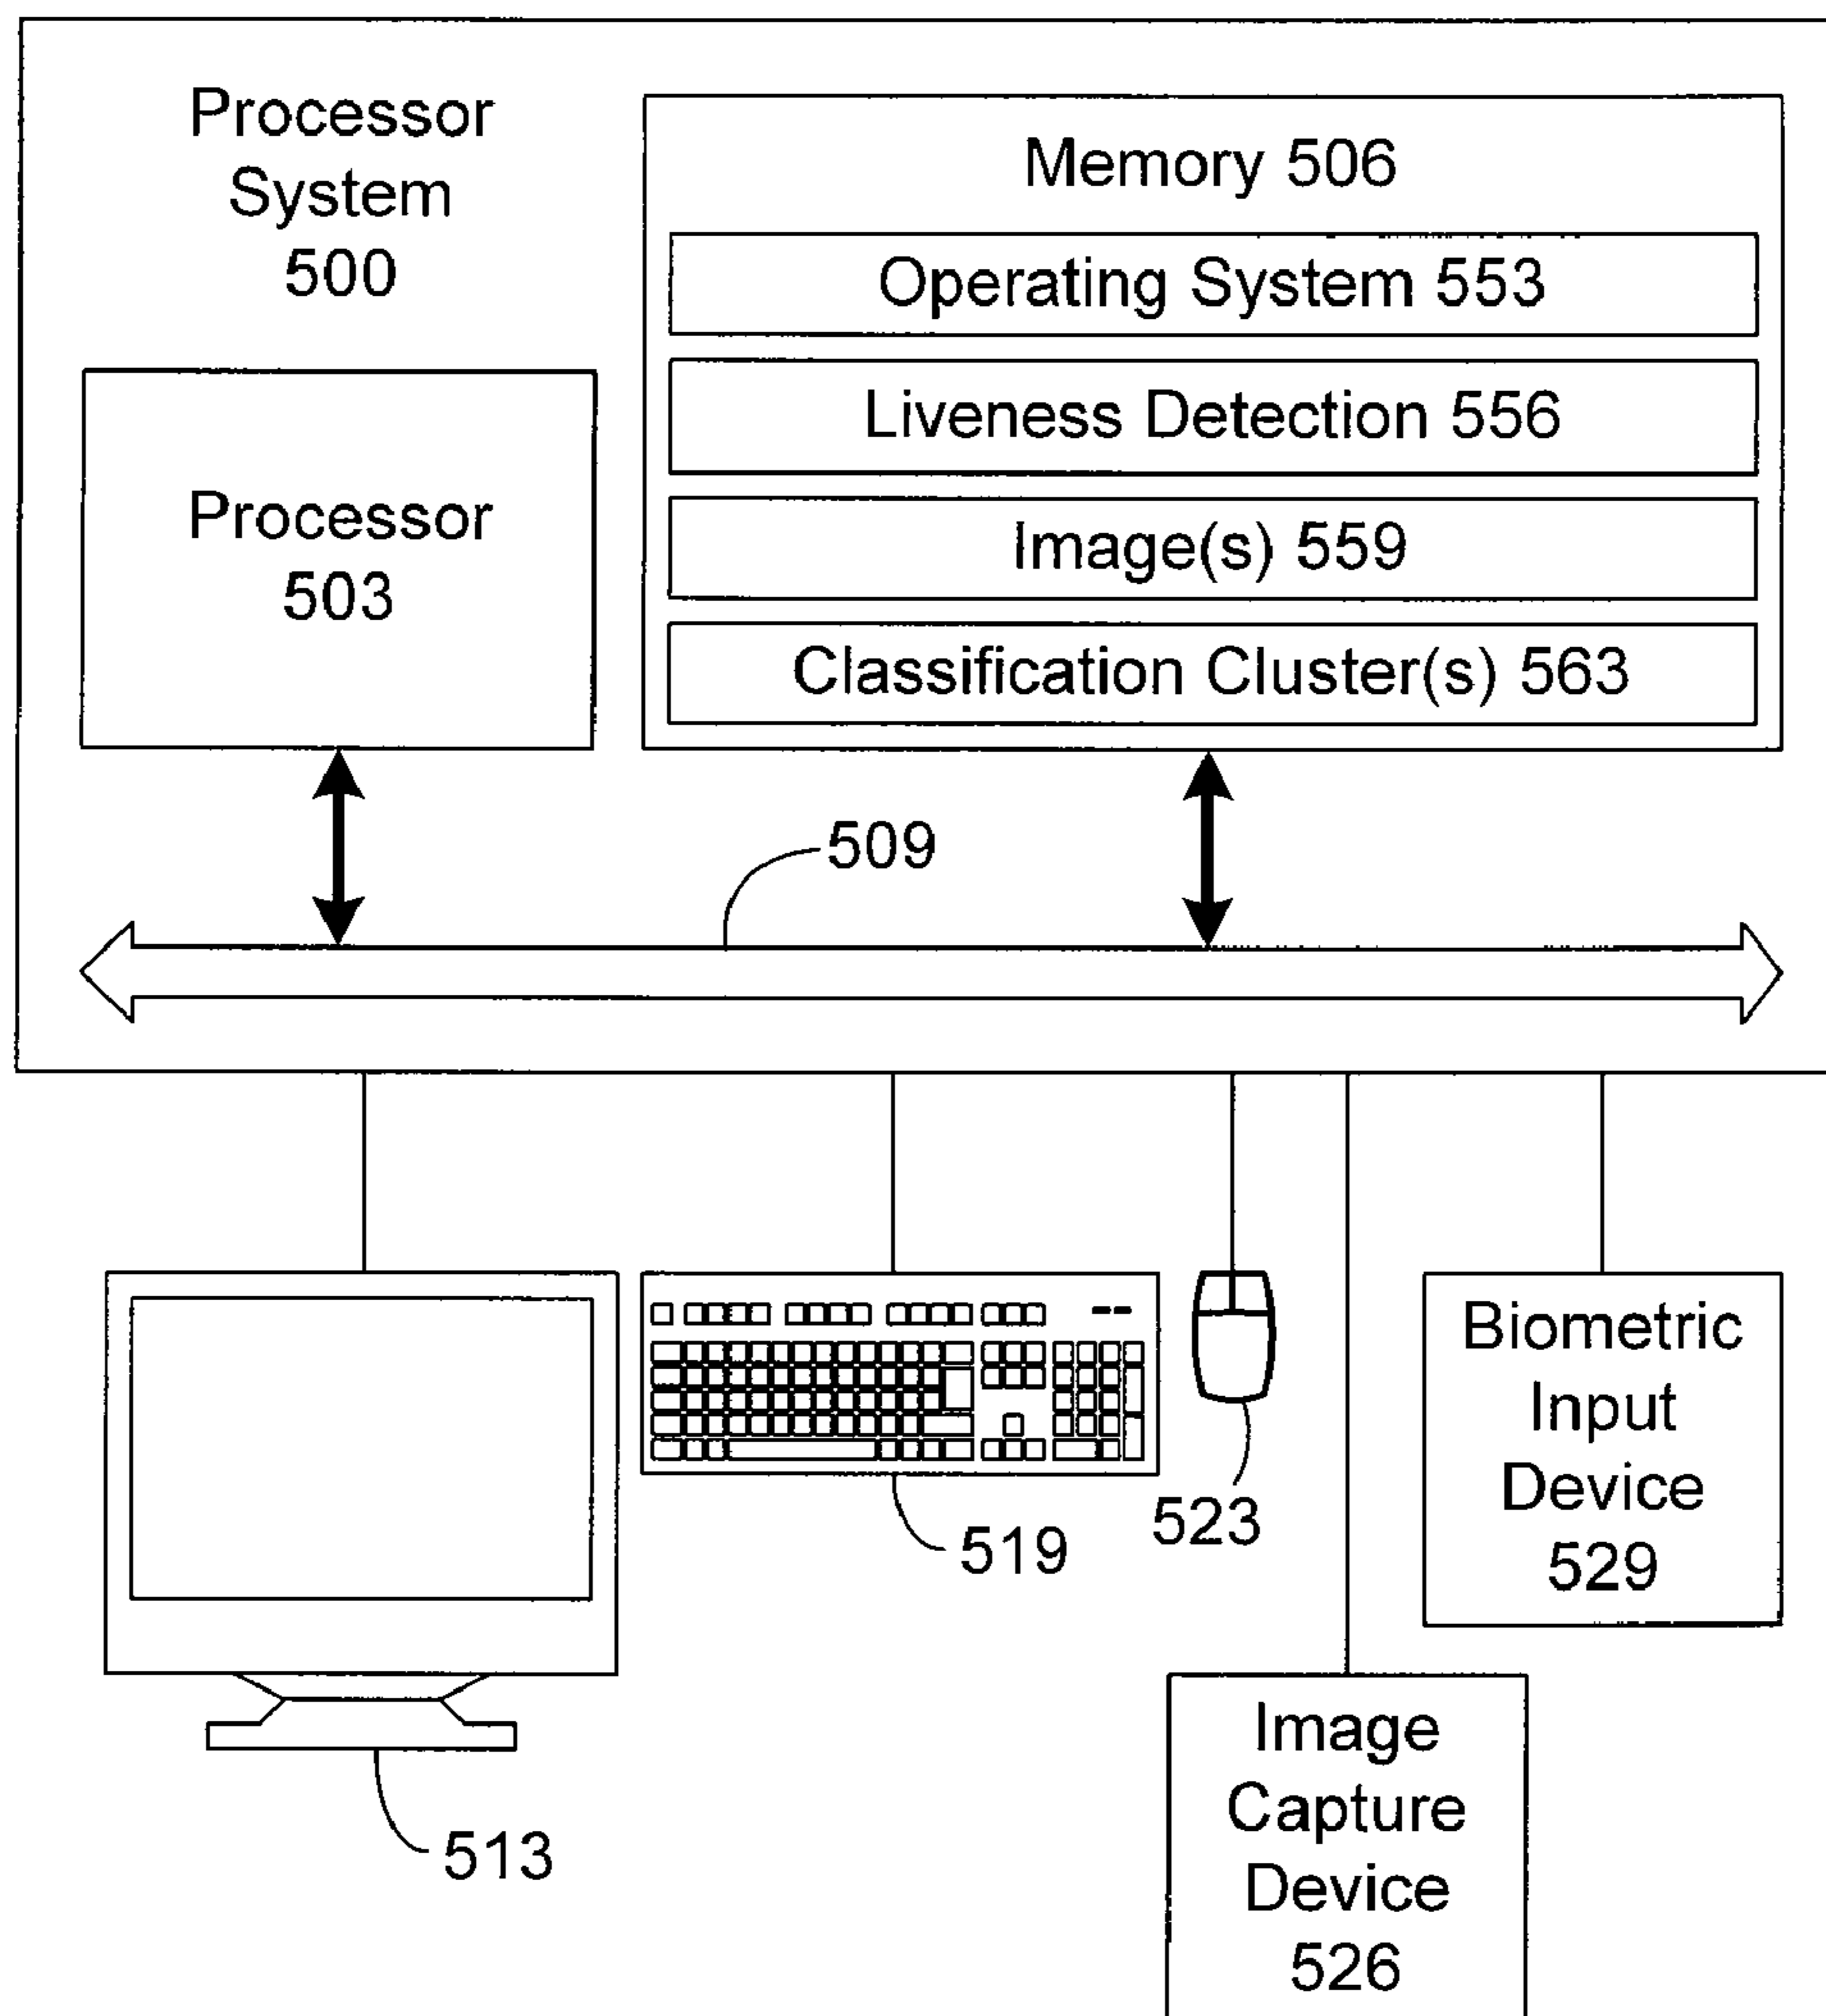 Processor
System
500
Memory 506
Operating System 553
Liveness Detection 556
Image(s) 559
Classification Cluster(s) 563
Processor
503
509
Biometric
Input
Device
529
523
519
Image
Capture
Device
526
513